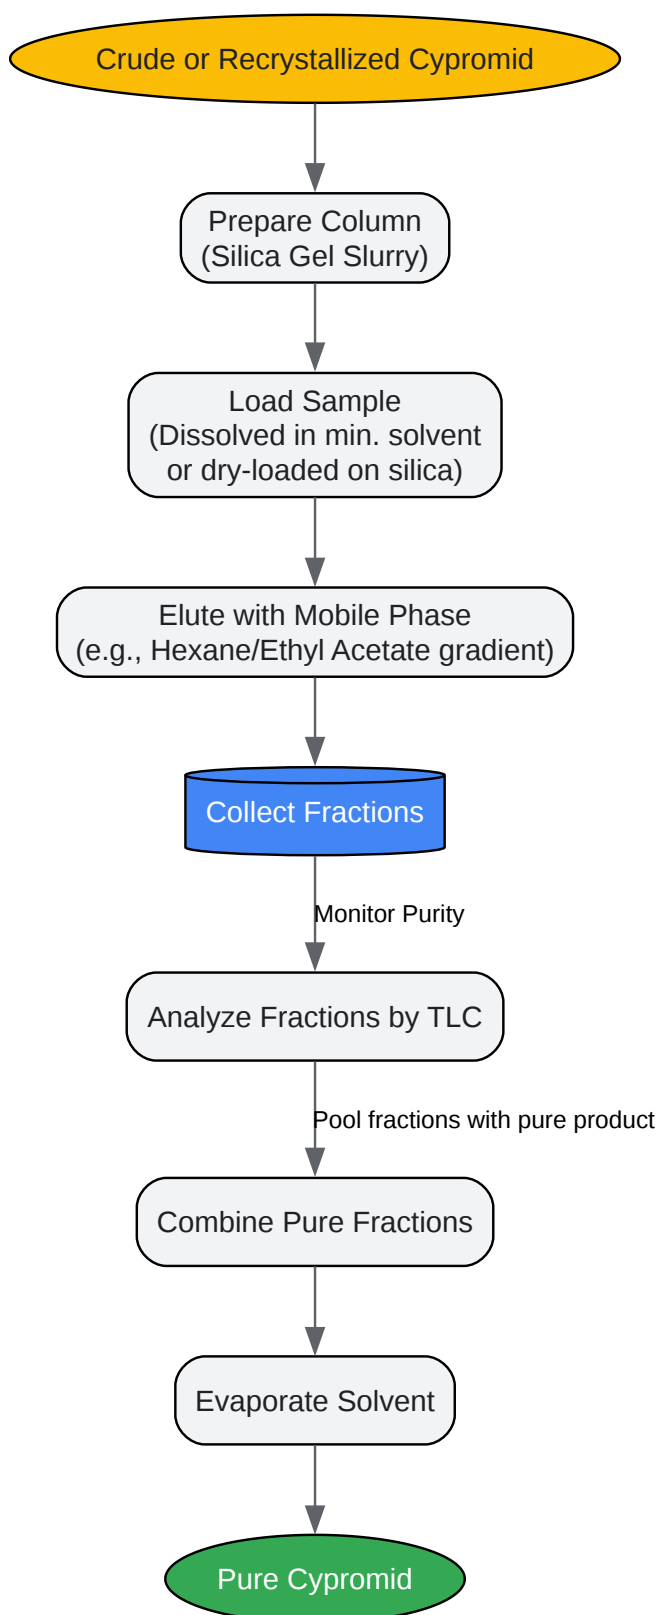 Crude or Recrystallized Cypromid
Prepare Column
(Silica Gel Slurry)
Load Sample
(Dissolved in min. solvent
or dry-loaded on silica)
Elute with Mobile Phase
(e.g., Hexane/Ethyl Acetate gradient)
Collect Fractions
Monitor Purity
Analyze Fractions by TLC
Pool fractions with pure product
Combine Pure Fractions
Evaporate Solvent
Pure Cypromid